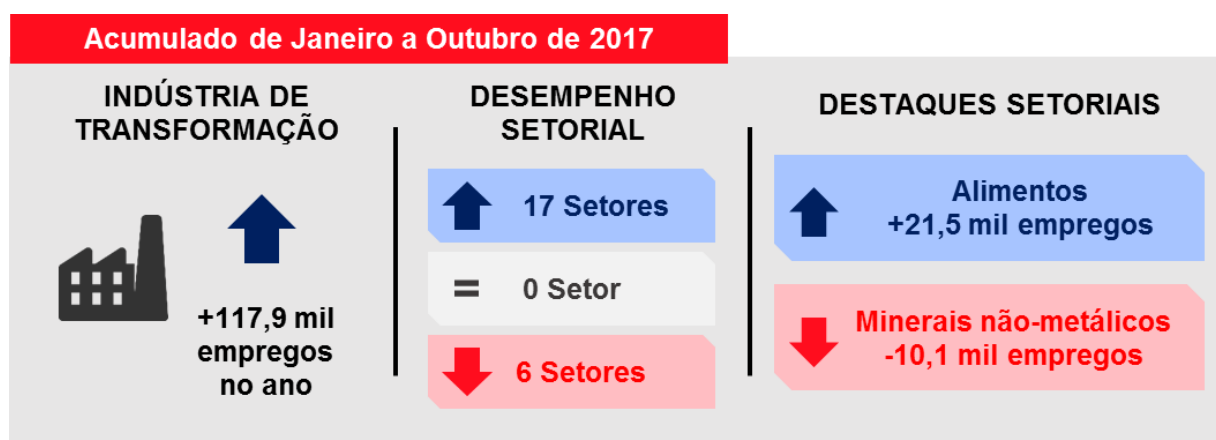 Acumulado de Janeiro a Outubro de 2017
INDÚSTRIA DE
TRANSFORMAÇÃO
+117,9 mil
empregos
no ano
DESEMPENHO
SETORIAL
17 Setores
= 0 Setor
6 Setores
DESTAQUES SETORIAIS
Alimentos
+21,5 mil empregos
Minerais não-metálicos
-10,1 mil empregos